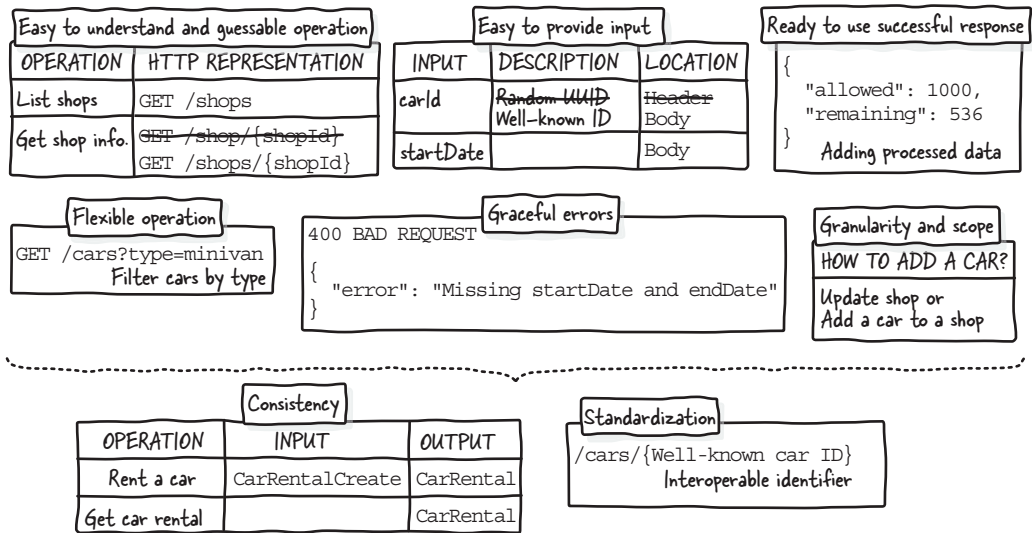 Easy to understand and guessable operation
OPERATION HTTP REPRESENTATION
List shops GET /shops
Get shop info. GET /shop/{shopId}
GET /shops/{shopId}
Easy to provide input
INPUT DESCRIPTION LOCATION
carId Random UUID Header
Well-known ID Body
startDate Body
Ready to use successful response
{
"allowed": 1000,
"remaining": 536
}
Adding processed data
Flexible operation
GET /cars?type=minivan
Filter cars by type
Graceful errors
400 BAD REQUEST
{
"error": "Missing startDate and endDate"
}
Granularity and scope
HOW TO ADD A CAR?
Update shop or
Add a car to a shop
Consistency
OPERATION INPUT OUTPUT
Rent a car CarRentalCreate CarRental
Get car rental CarRental
Standardization
/cars/{Well-known car ID}
Interoperable identifier